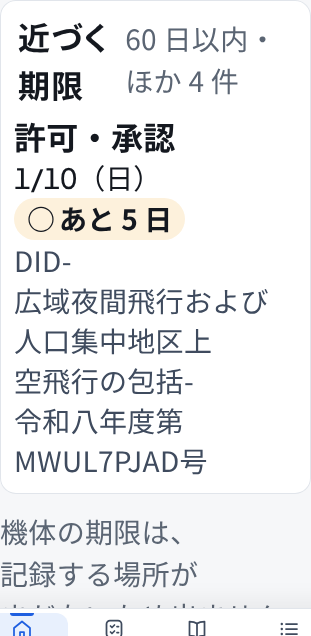 近づく 60 日以内・
期限 ほか 4 件
許可・承認
1/10（日）
○ あと 5 日
DID-
広域夜間飛行および
人口集中地区上
空飛行の包括-
令和八年度第
MWUL7PJAD号
機体の期限は、
記録する場所が